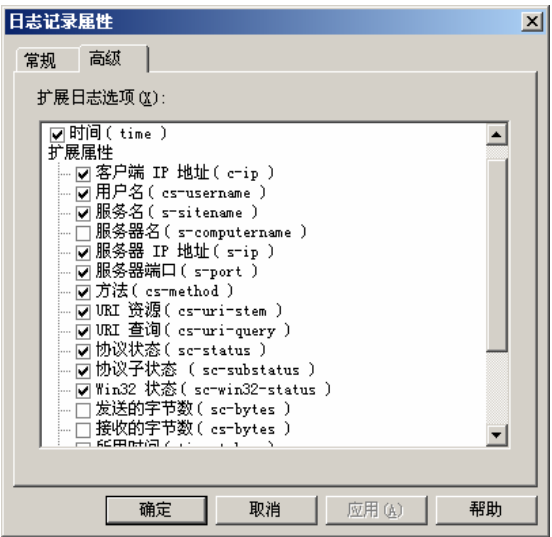 日志记录属性
常规 高级
扩展日志选项(X):
时间( time )
扩展属性
客户端 IP 地址( c-ip )
用户名( cs-username )
服务名( s-sitename )
服务器名( s-computername )
服务器 IP 地址( s-ip )
服务器端口( s-port )
方法( cs-method )
URI 资源( cs-uri-stem )
URI 查询( cs-uri-query )
协议状态( sc-status )
协议子状态 ( sc-substatus )
Win32 状态( sc-win32-status )
发送的字节数( sc-bytes )
接收的字节数( cs-bytes )
确定 取消 应用(A) 帮助